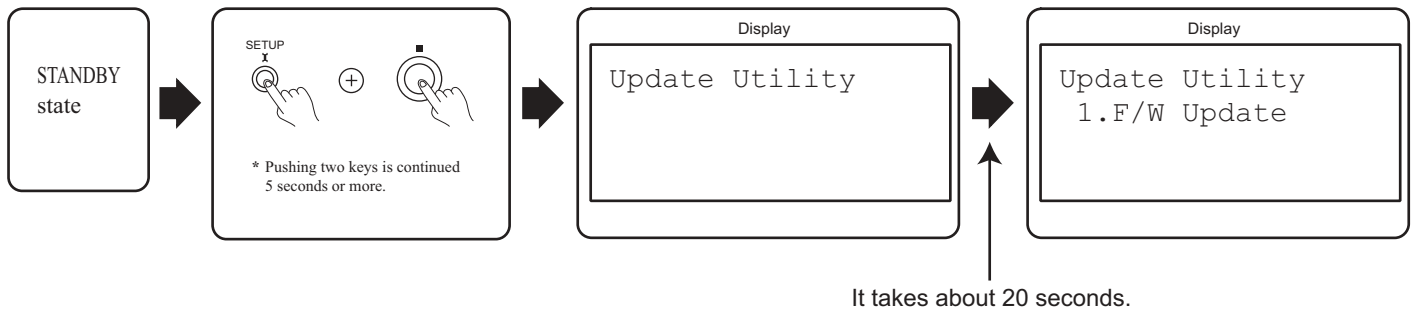 STANDBY
state
SETUP
* Pushing two keys is continued
5 seconds or more.
Display
Update Utility
Display
Update Utility
1.F/W Update
It takes about 20 seconds.